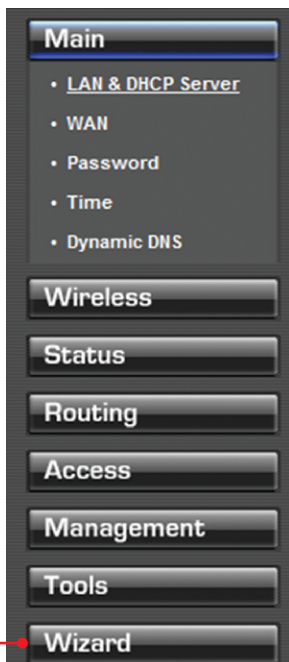 Main
• LAN & DHCP Server
• WAN
• Password
• Time
• Dynamic DNS
Wireless
Status
Routing
Access
Management
Tools
Wizard